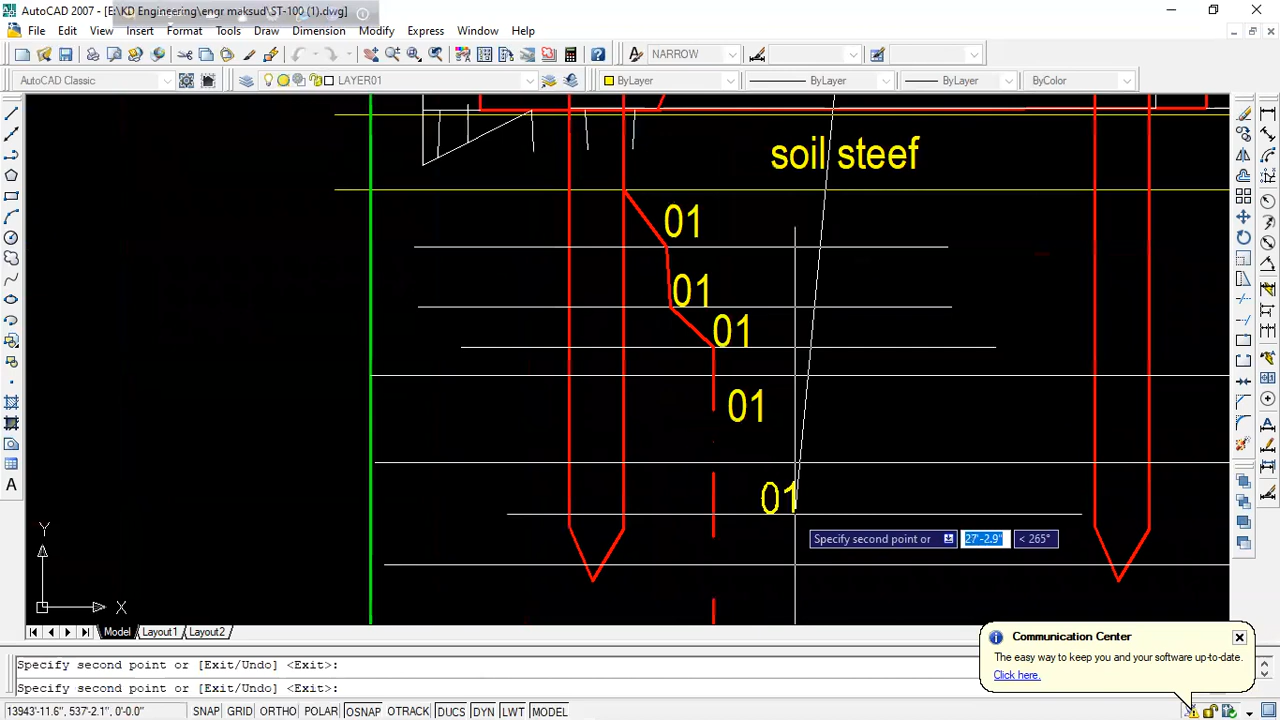 AutoCAD 2007 - [E:\KD Engineering\engr maksud\ST-100 (1).dwg]
File Edit View Insert Format Tools Draw Dimension Modify Express Window Help
NARROW
AutoCAD Classic LAYER01 ByLayer ByLayer ByLayer ByColor
soil steef
01
01
01
01
01
Specify second point or 27'-2.9" < 265°
Y
X
Model Layout1 Layout2
Communication Center
The easy way to keep you and your software up-to-date.
Click here.
Specify second point or [Exit/Undo] <Exit>:
Specify second point or [Exit/Undo] <Exit>:
13943'-11.6", 537'-2.1", 0'-0.0" SNAP GRID ORTHO POLAR OSNAP OTRACK DUCS DYN LWT MODEL